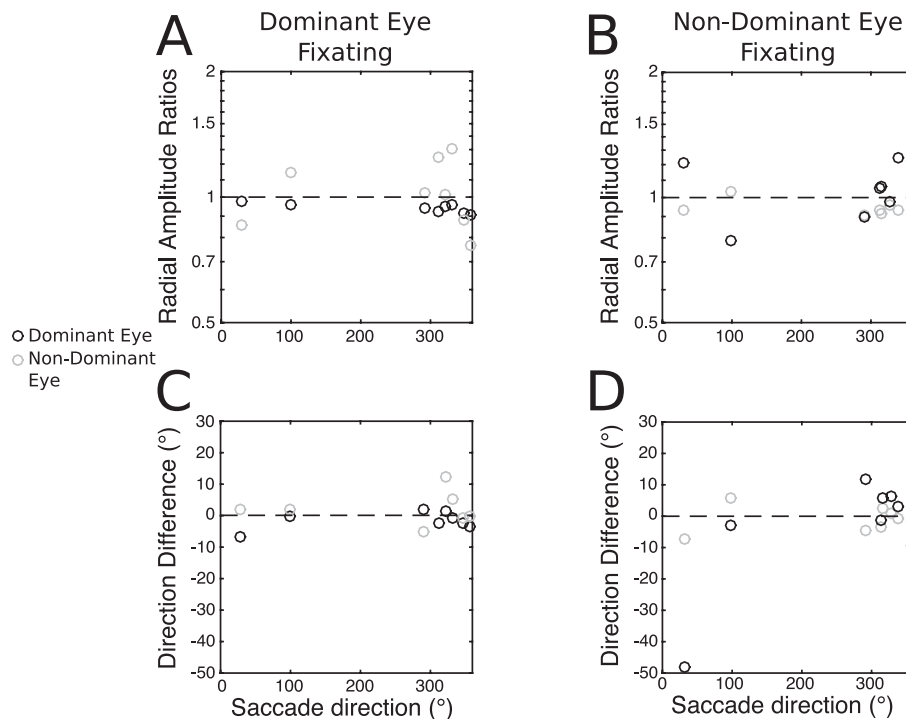 A
Dominant Eye
Fixating
B
Non-Dominant Eye
Fixating
Radial Amplitude Ratios
2
1.5
1
0.7
0.5
0
100
200
300
Radial Amplitude Ratios
2
1.5
1
0.7
0.5
0
100
200
300
Dominant Eye
Non-Dominant
Eye
C
D
Direction Difference (°)
30
20
10
0
-10
-20
-30
-40
-50
0
100
200
300
Saccade direction (°)
Direction Difference (°)
30
20
10
0
-10
-20
-30
-40
-50
0
100
200
300
Saccade direction (°)